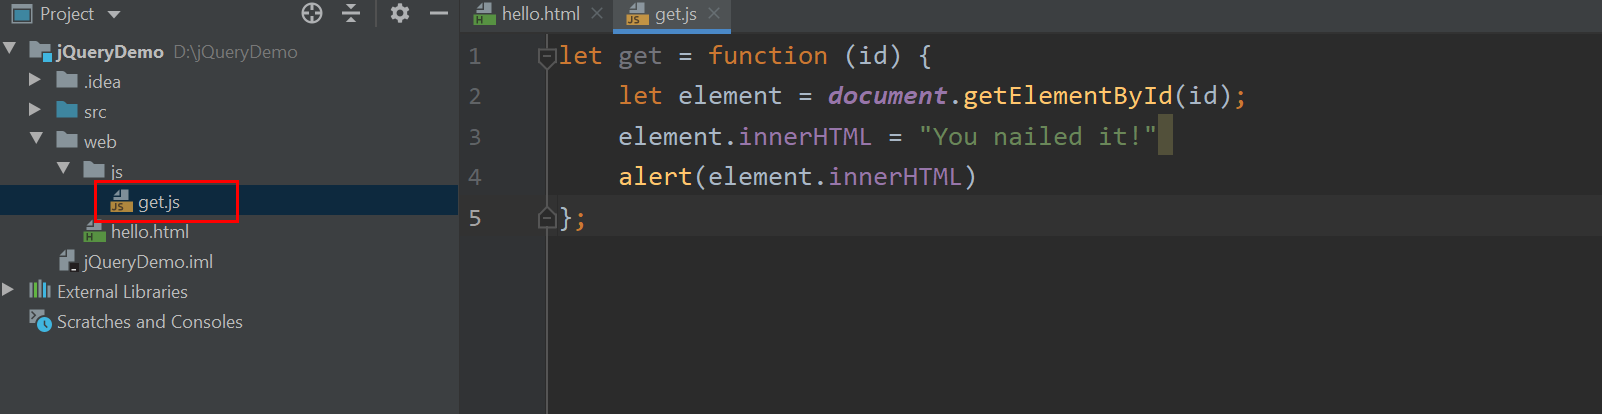 Project
jQueryDemo D:\jQueryDemo
.idea
src
web
js
get.js
hello.html
jQueryDemo.iml
External Libraries
Scratches and Consoles
hello.html
get.js
1 let get = function (id) {
2 let element = document.getElementById(id);
3 element.innerHTML = "You nailed it!"
4 alert(element.innerHTML)
5 };